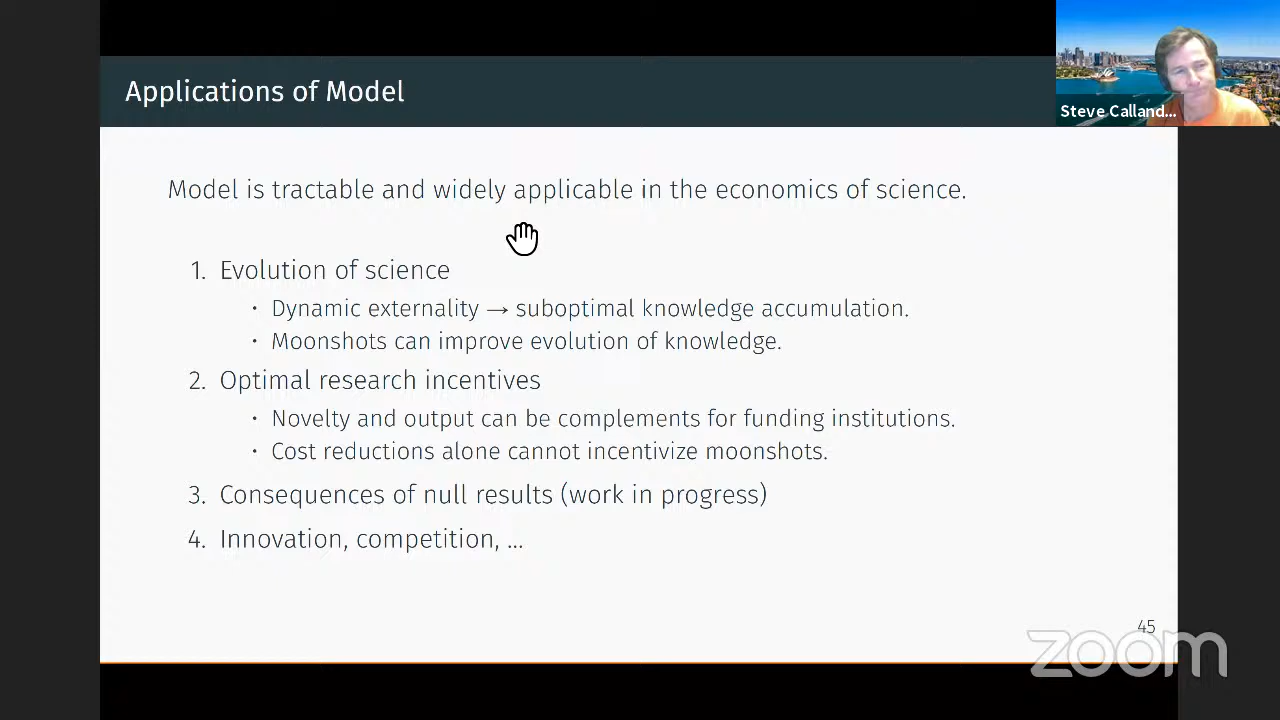 Applications of Model
Steve Calland...
Model is tractable and widely applicable in the economics of science.
1. Evolution of science
· Dynamic externality → suboptimal knowledge accumulation.
· Moonshots can improve evolution of knowledge.
2. Optimal research incentives
· Novelty and output can be complements for funding institutions.
· Cost reductions alone cannot incentivize moonshots.
3. Consequences of null results (work in progress)
4. Innovation, competition, ...
45
zoom